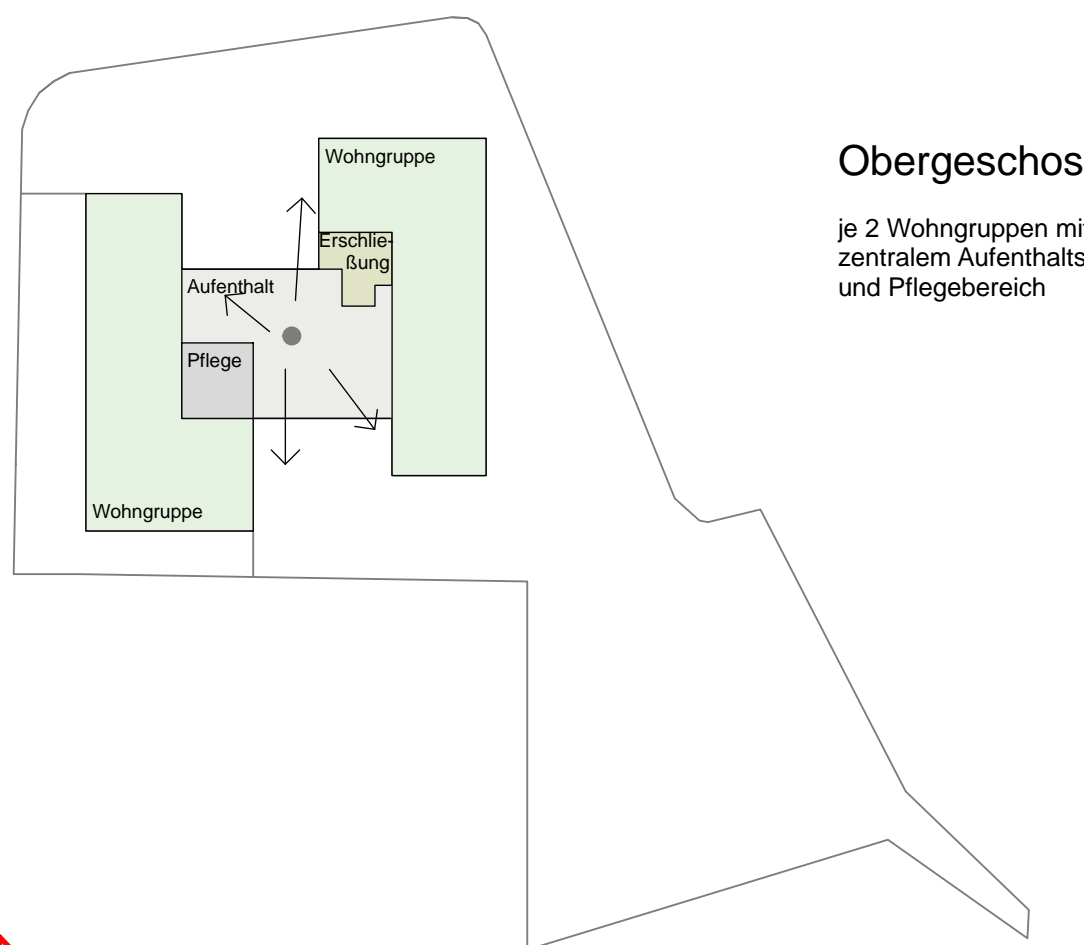 Obergeschos
je 2 Wohngruppen mit
zentralem Aufenthalts
und Pflegebereich
Wohngruppe
Erschlie-
ßung
Aufenthalt
Pflege
Wohngruppe